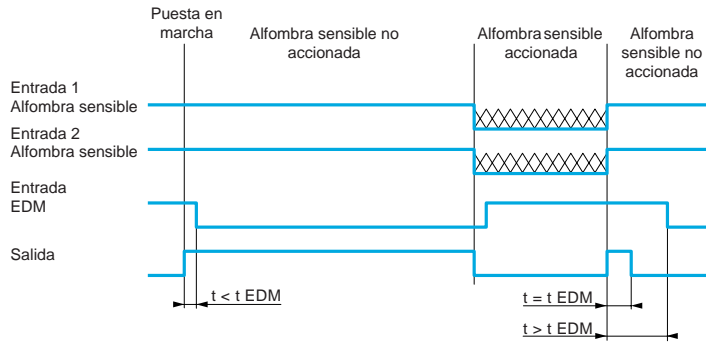 Puesta en
marcha
Alfombra sensible no
accionada
Alfombra sensible
accionada
Alfombra
sensible no
accionada
Entrada 1
Alfombra sensible
Entrada 2
Alfombra sensible
Entrada
EDM
Salida
t < t EDM
t = t EDM
t > t EDM